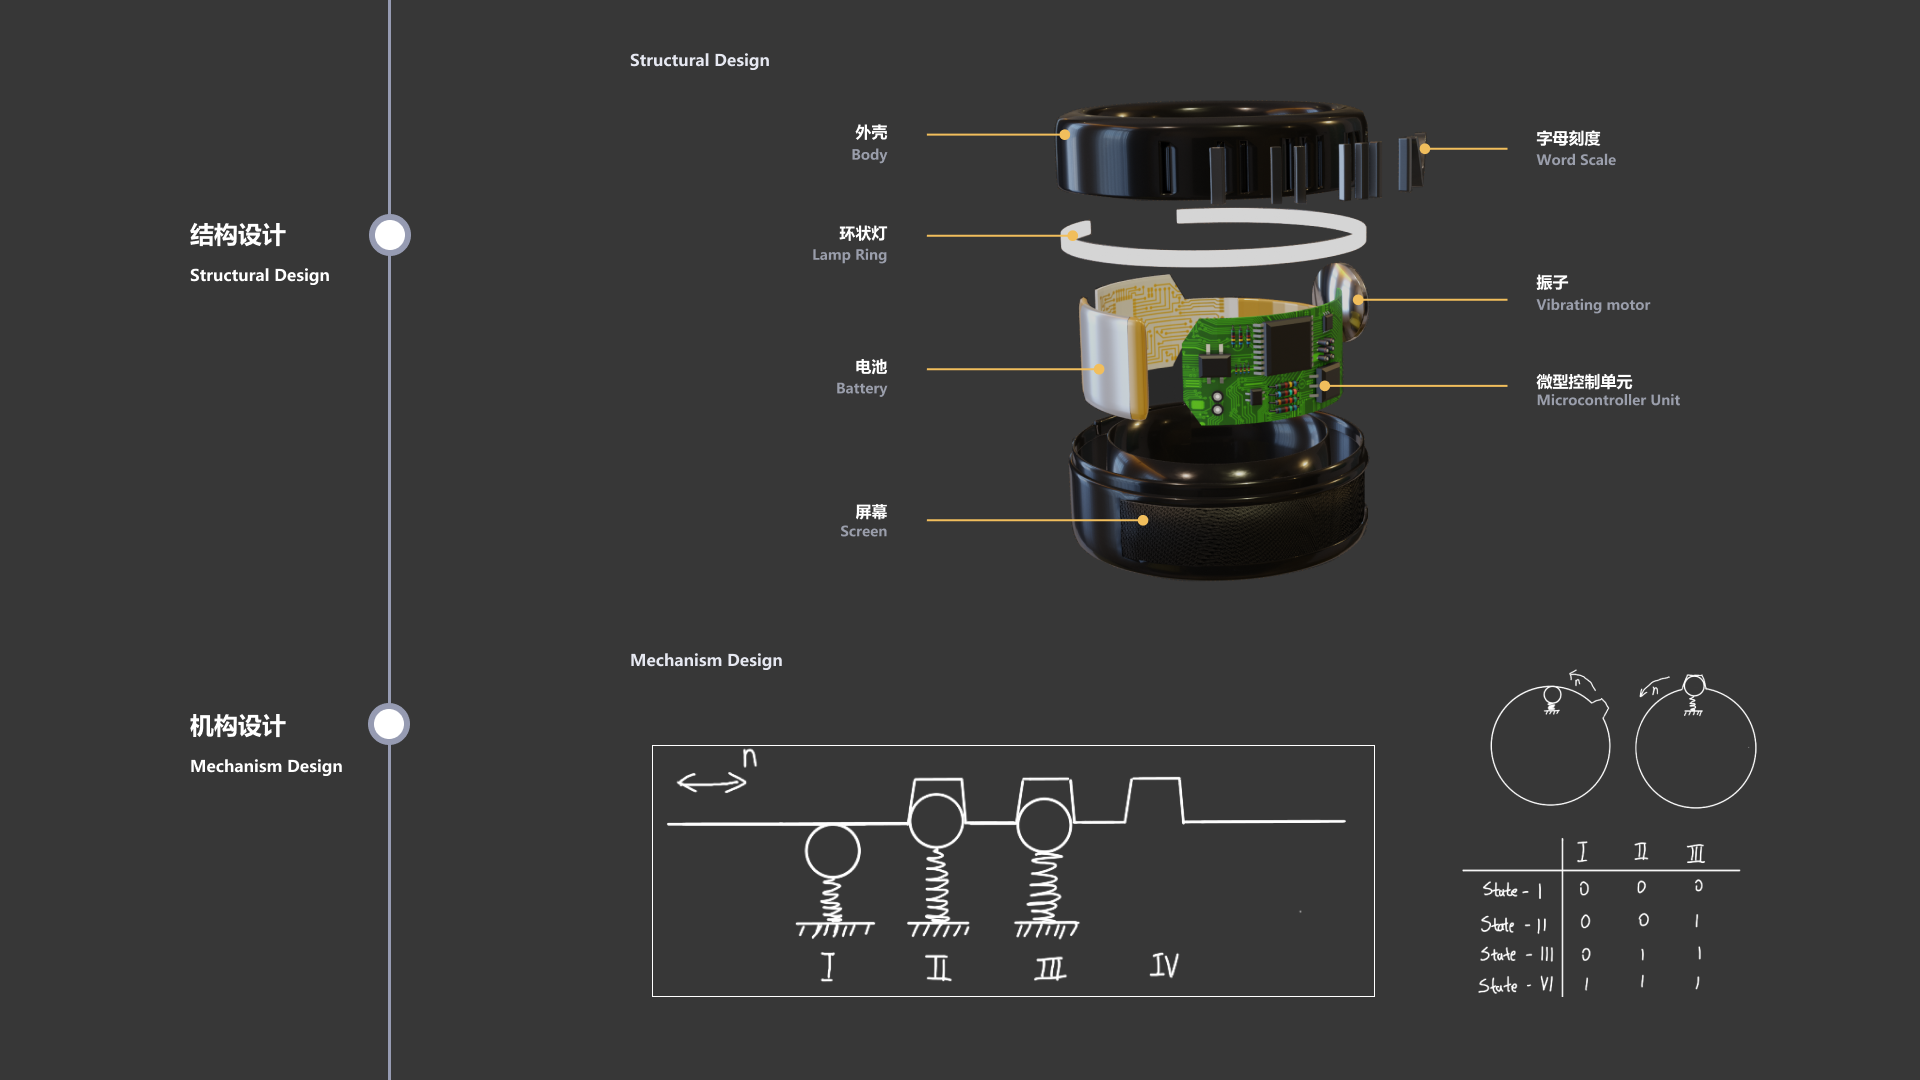 结构设计
Structural Design
机构设计
Mechanism Design
Structural Design
外壳
Body
字母刻度
Word Scale
环状灯
Lamp Ring
振子
Vibrating motor
电池
Battery
微型控制单元
Microcontroller Unit
屏幕
Screen
Mechanism Design
n
I II III IV
n n
I II III
State - I 0 0 0
State - II 0 0 1
State - III 0 1 1
State - VI 1 1 1